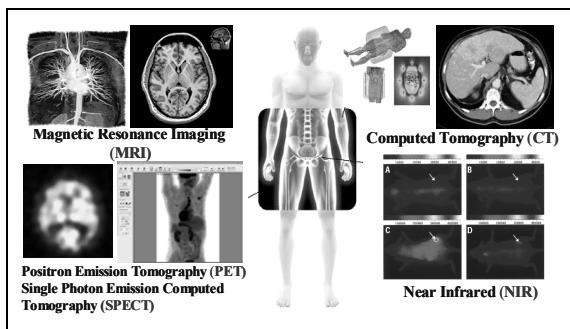 Magnetic Resonance Imaging
(MRI)
Computed Tomography (CT)
A
B
C
D
Positron Emission Tomography (PET)
Single Photon Emission Computed
Tomography (SPECT)
Near Infrared (NIR)